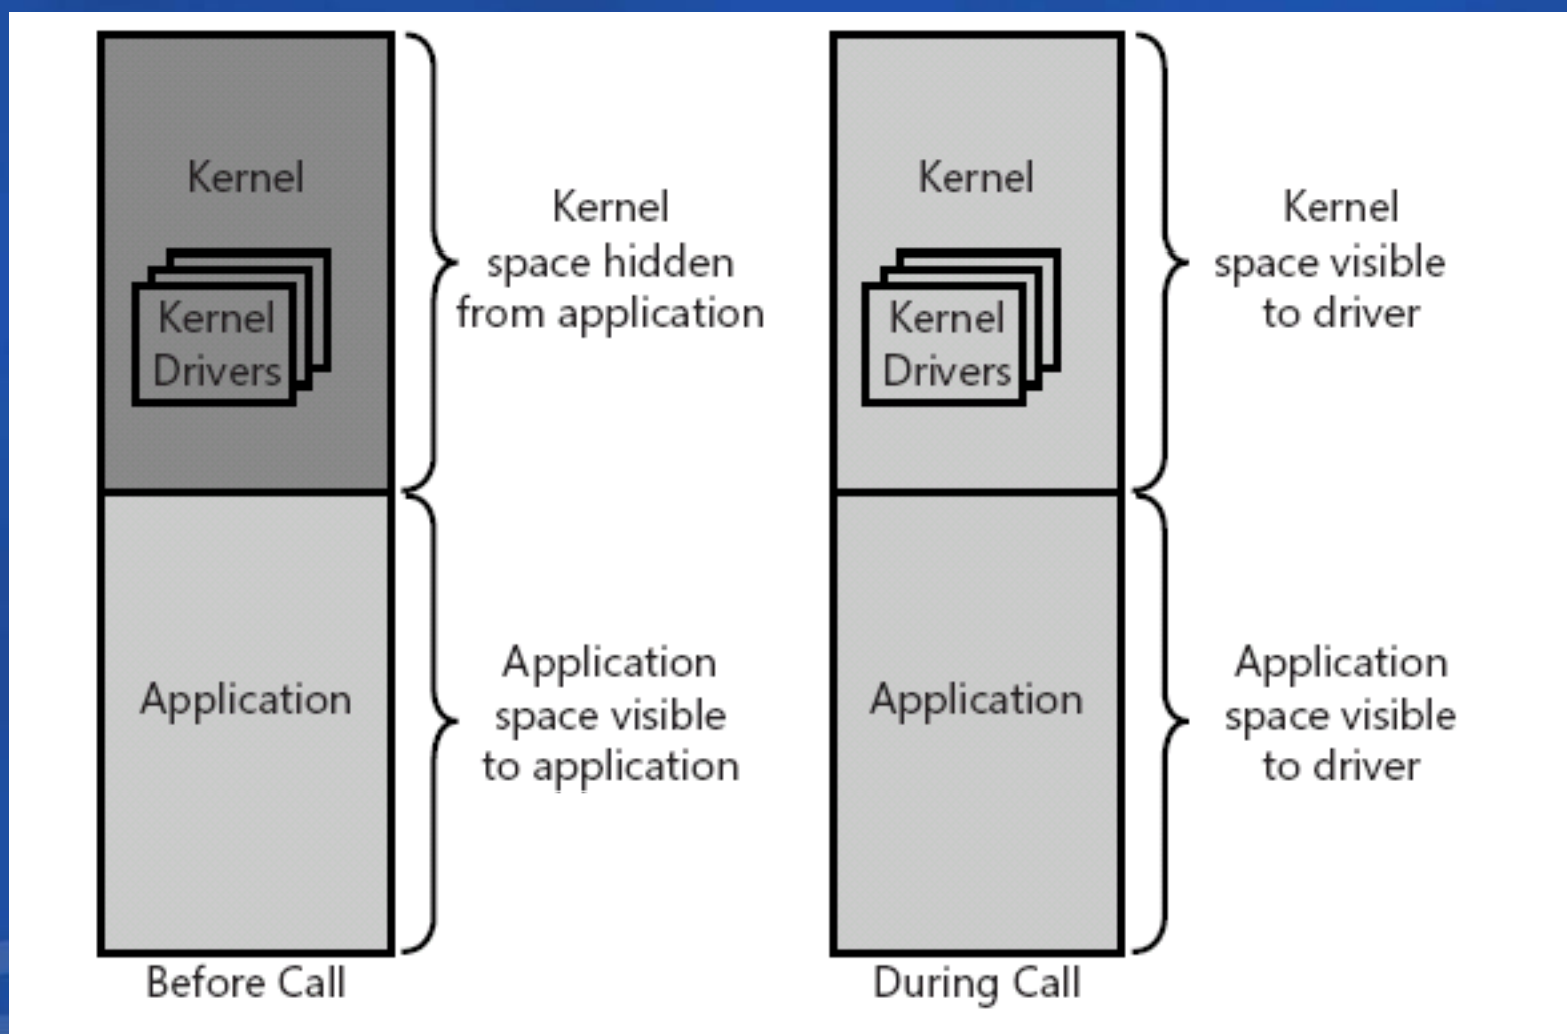 Kernel
Kernel
Drivers
Kernel
space hidden
from application
Application
Application
space visible
to application
Before Call
Kernel
Kernel
Drivers
Kernel
space visible
to driver
Application
Application
space visible
to driver
During Call